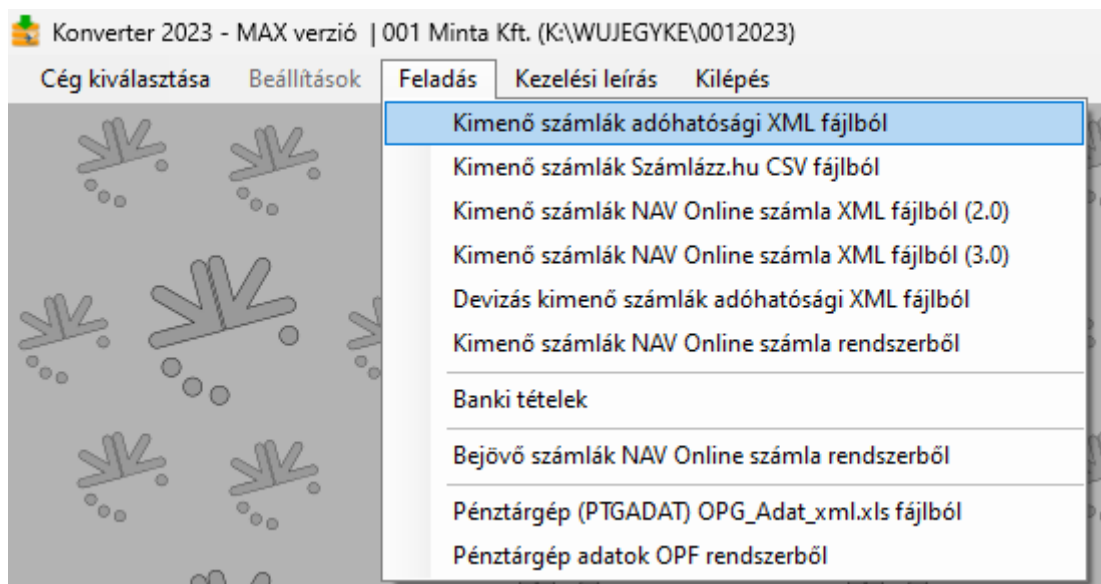 Konverter 2023 - MAX verzió | 001 Minta Kft. (K:\WUJEGYKE\0012023)
Cég kiválasztása Beállítások Feladás Kezelési leírás Kilépés
Kimenő számlák adóhatósági XML fájlból
Kimenő számlák Számlázz.hu CSV fájlból
Kimenő számlák NAV Online számla XML fájlból (2.0)
Kimenő számlák NAV Online számla XML fájlból (3.0)
Devizás kimenő számlák adóhatósági XML fájlból
Kimenő számlák NAV Online számla rendszerből
Banki tételek
Bejövő számlák NAV Online számla rendszerből
Pénztárgép (PTGADAT) OPG_Adat_xml.xls fájlból
Pénztárgép adatok OPF rendszerből